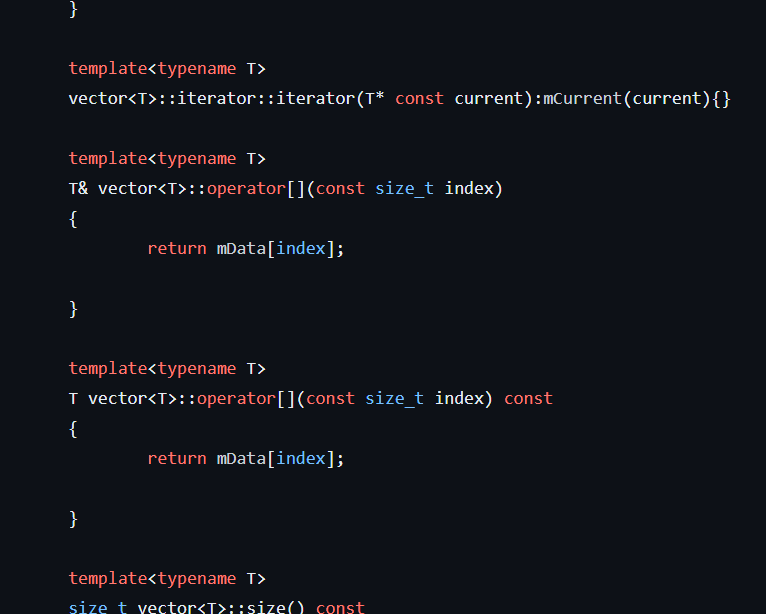 }
template<typename T>
vector<T>::iterator::iterator(T* const current):mCurrent(current){}
template<typename T>
T& vector<T>::operator[](const size_t index)
{
return mData[index];
}
template<typename T>
T vector<T>::operator[](const size_t index) const
{
return mData[index];
}
template<typename T>
size_t vector<T>::size() const